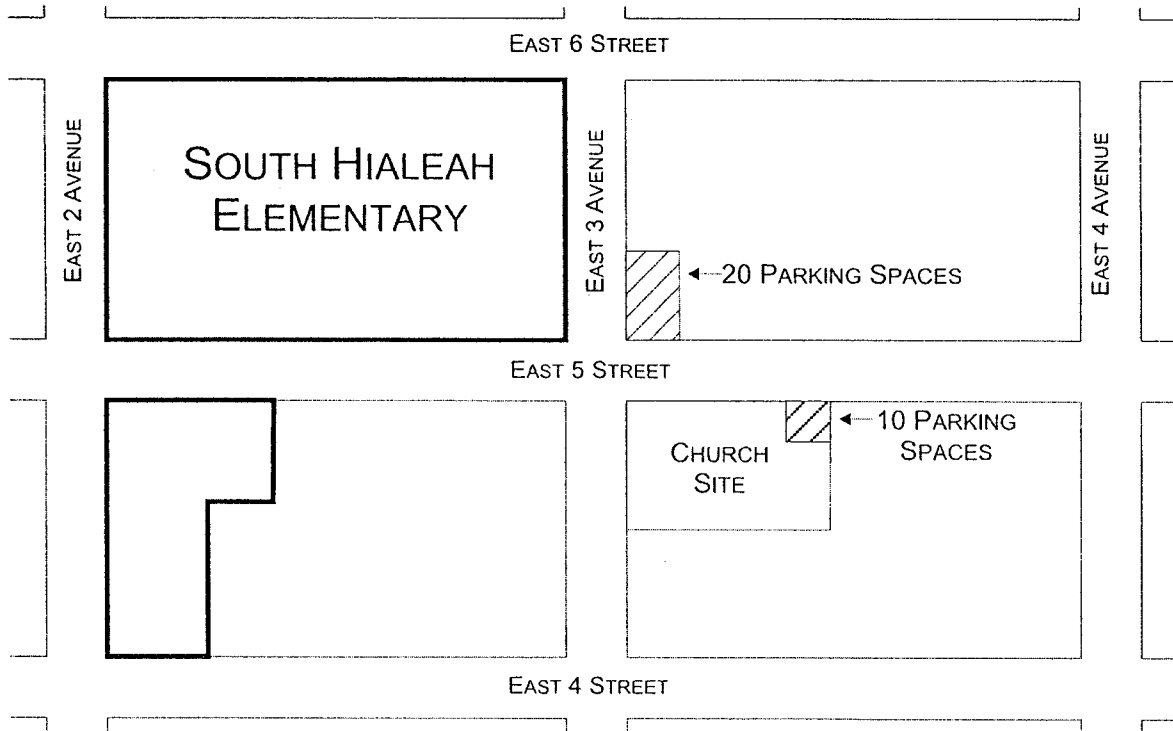 EAST 6 STREET
EAST 2 AVENUE
SOUTH HIALEAH
ELEMENTARY
EAST 3 AVENUE
20 PARKING SPACES
EAST 4 AVENUE
EAST 5 STREET
CHURCH
SITE
10 PARKING
SPACES
EAST 4 STREET